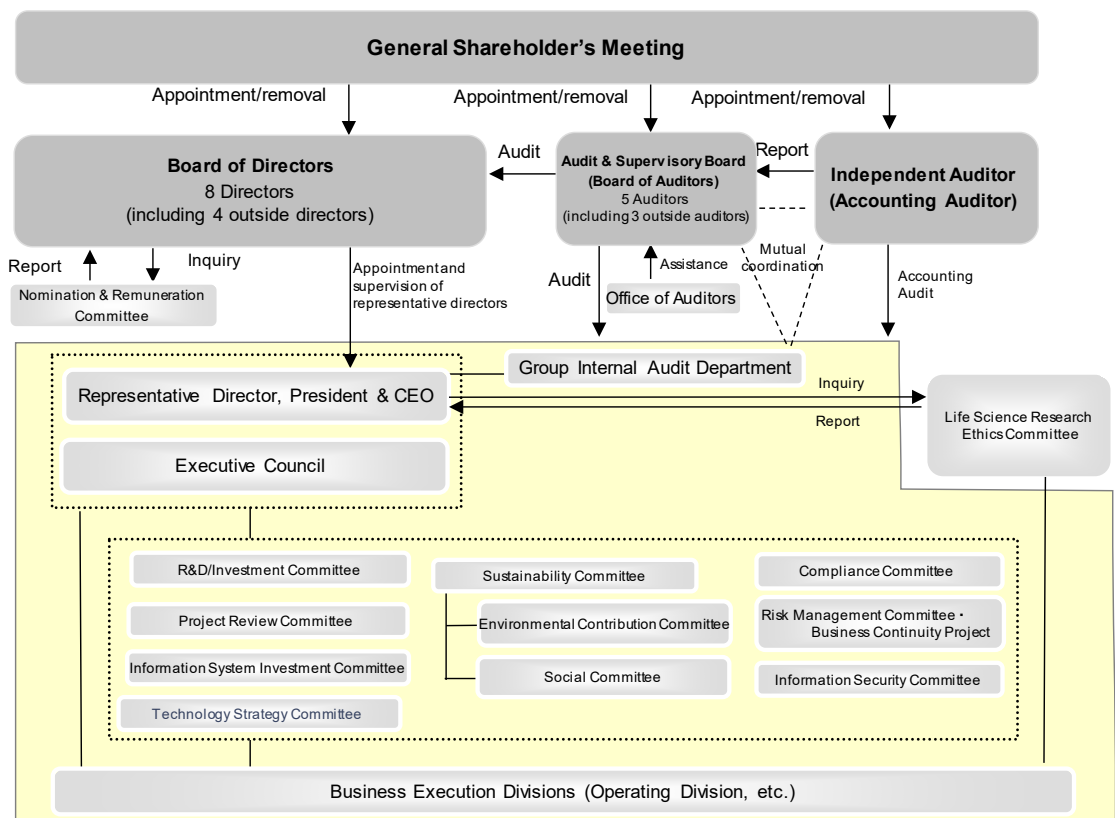 General Shareholder's Meeting
Appointment/removal
Appointment/removal
Appointment/removal
Board of Directors
8 Directors
(including 4 outside directors)
Audit
Audit & Supervisory Board
(Board of Auditors)
5 Auditors
(including 3 outside auditors)
Report
Independent Auditor
(Accounting Auditor)
Report
Inquiry
Nomination & Remuneration
Committee
Appointment and
supervision of
representative directors
Audit
Assistance
Office of Auditors
Mutual
coordination
Accounting
Audit
Group Internal Audit Department
Representative Director, President & CEO
Inquiry
Report
Life Science Research
Ethics Committee
Executive Council
R&D/Investment Committee
Project Review Committee
Information System Investment Committee
Technology Strategy Committee
Sustainability Committee
Environmental Contribution Committee
Social Committee
Compliance Committee
Risk Management Committee・
Business Continuity Project
Information Security Committee
Business Execution Divisions (Operating Division, etc.)